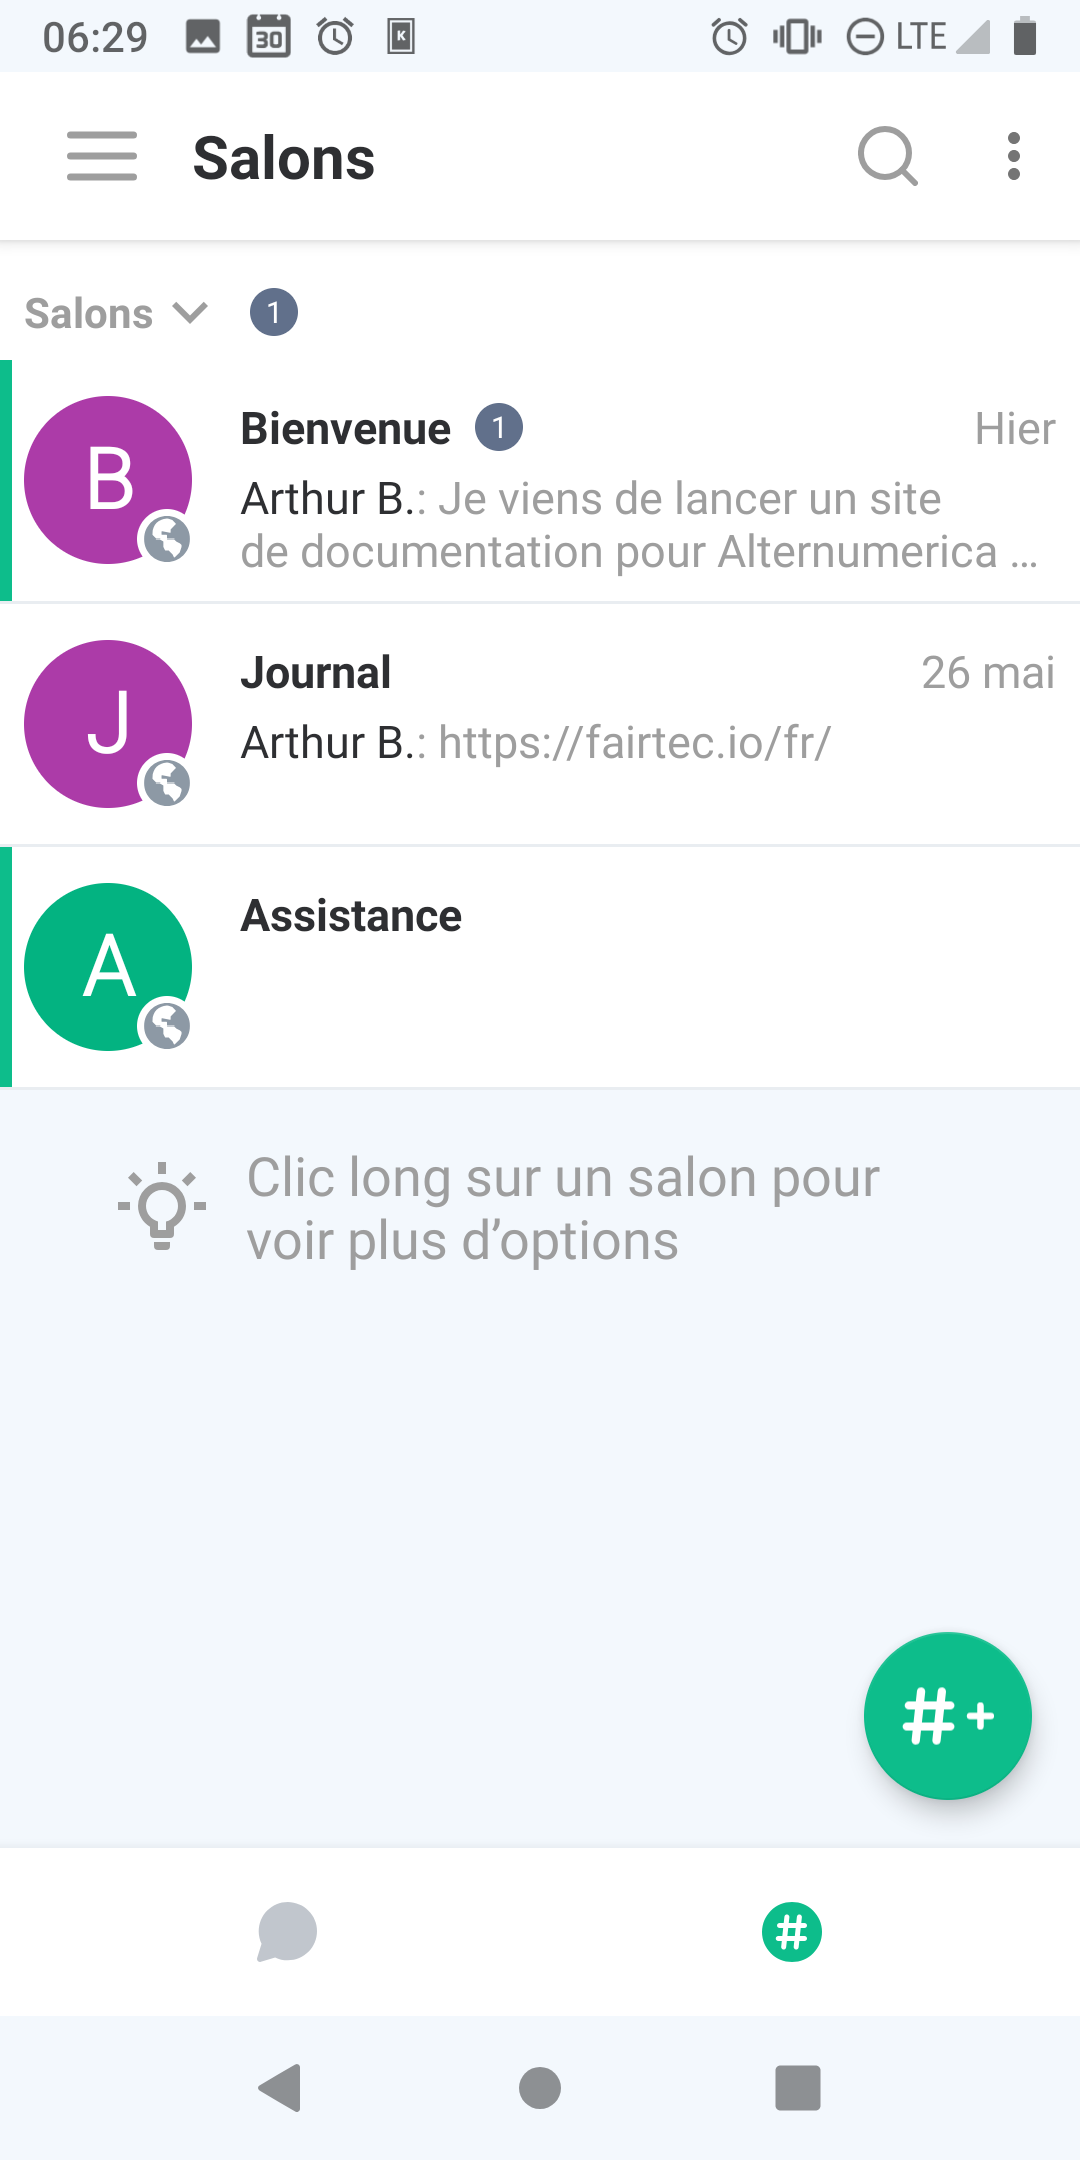 06:29 30 K LTE
Salons
Salons 1
B Bienvenue 1 Hier
Arthur B.: Je viens de lancer un site
de documentation pour Alternumerica ...
J Journal 26 mai
Arthur B.: https://fairtec.io/fr/
A Assistance
Clic long sur un salon pour
voir plus d’options
#+
#